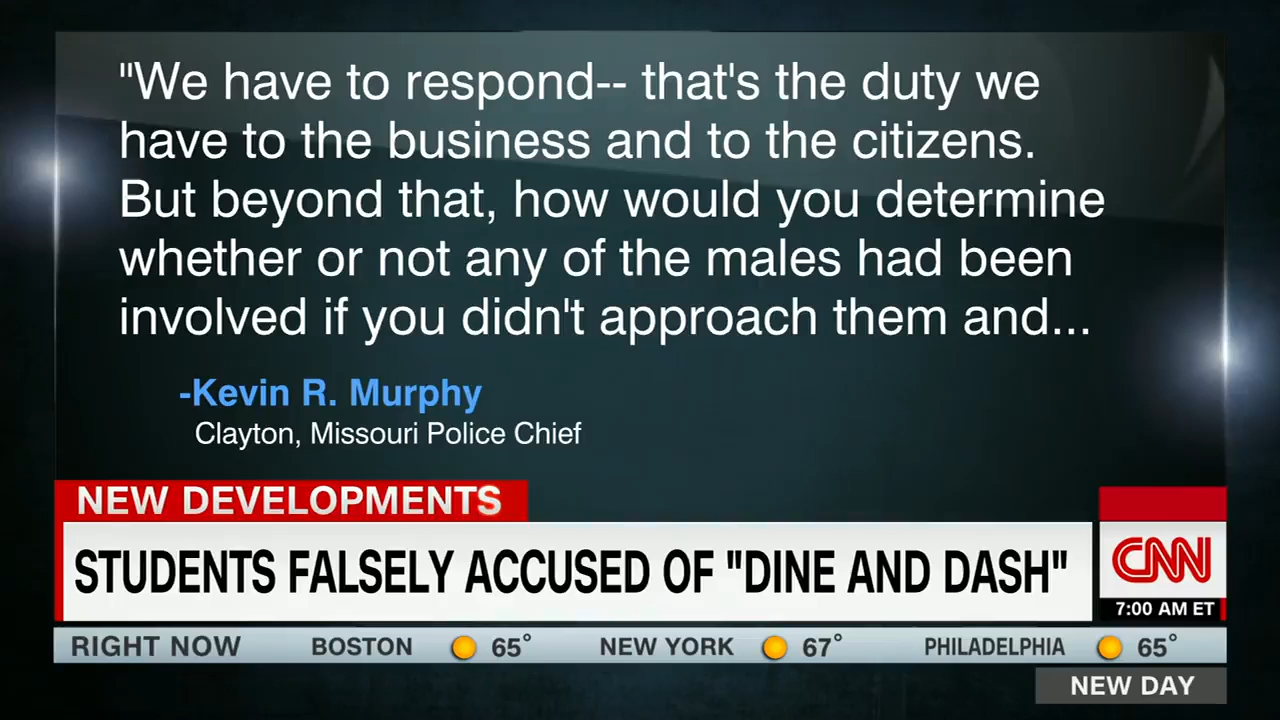 "We have to respond-- that's the duty we
have to the business and to the citizens.
But beyond that, how would you determine
whether or not any of the males had been
involved if you didn't approach them and...
-Kevin R. Murphy
Clayton, Missouri Police Chief
NEW DEVELOPMENTS
STUDENTS FALSELY ACCUSED OF "DINE AND DASH"
CNN
7:00 AM ET
RIGHT NOW BOSTON 65° NEW YORK 67° PHILADELPHIA 65°
NEW DAY